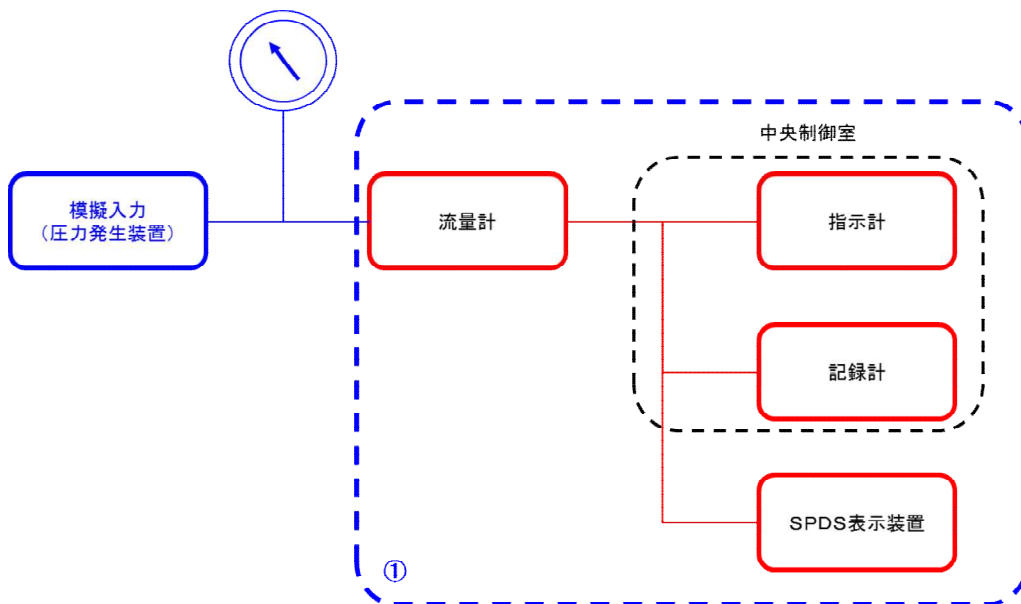 中央制御室
模擬入力
(圧力発生装置)
流量計
指示計
記録計
SPDS表示装置
①